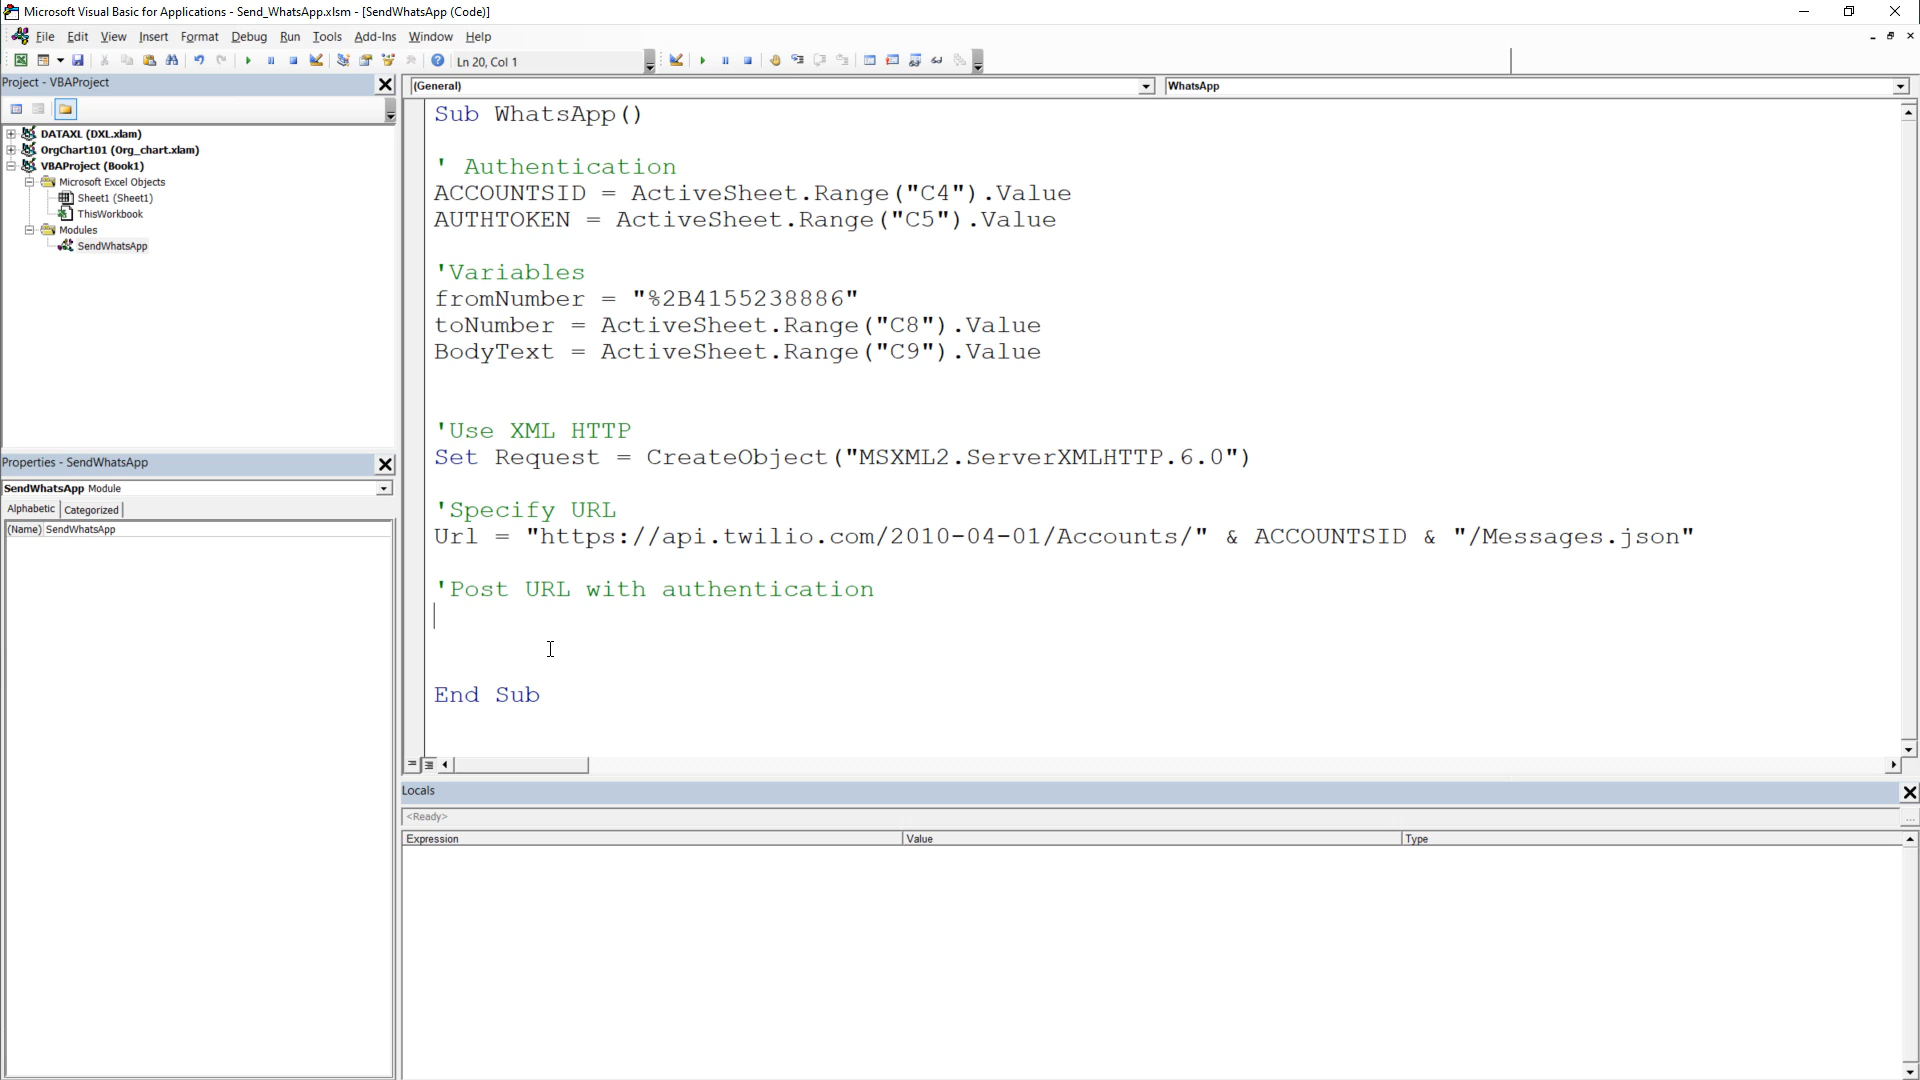 Microsoft Visual Basic for Applications - Send_WhatsApp.xlsm - [SendWhatsApp (Code)]
File Edit View Insert Format Debug Run Tools Add-Ins Window Help
Ln 20, Col 1
Project - VBAProject
DATAXL (DXL.xlam)
OrgChart101 (Org_chart.xlam)
VBAProject (Book1)
Microsoft Excel Objects
Sheet1 (Sheet1)
ThisWorkbook
Modules
SendWhatsApp
Properties - SendWhatsApp
SendWhatsApp Module
Alphabetic Categorized
(Name) SendWhatsApp
(General) WhatsApp
Sub WhatsApp()
' Authentication
ACCOUNTSID = ActiveSheet.Range("C4").Value
AUTHTOKEN = ActiveSheet.Range("C5").Value
'Variables
fromNumber = "%2B4155238886"
toNumber = ActiveSheet.Range("C8").Value
BodyText = ActiveSheet.Range("C9").Value
'Use XML HTTP
Set Request = CreateObject("MSXML2.ServerXMLHTTP.6.0")
'Specify URL
Url = "https://api.twilio.com/2010-04-01/Accounts/" & ACCOUNTSID & "/Messages.json"
'Post URL with authentication
End Sub
Locals
<Ready>
Expression Value Type